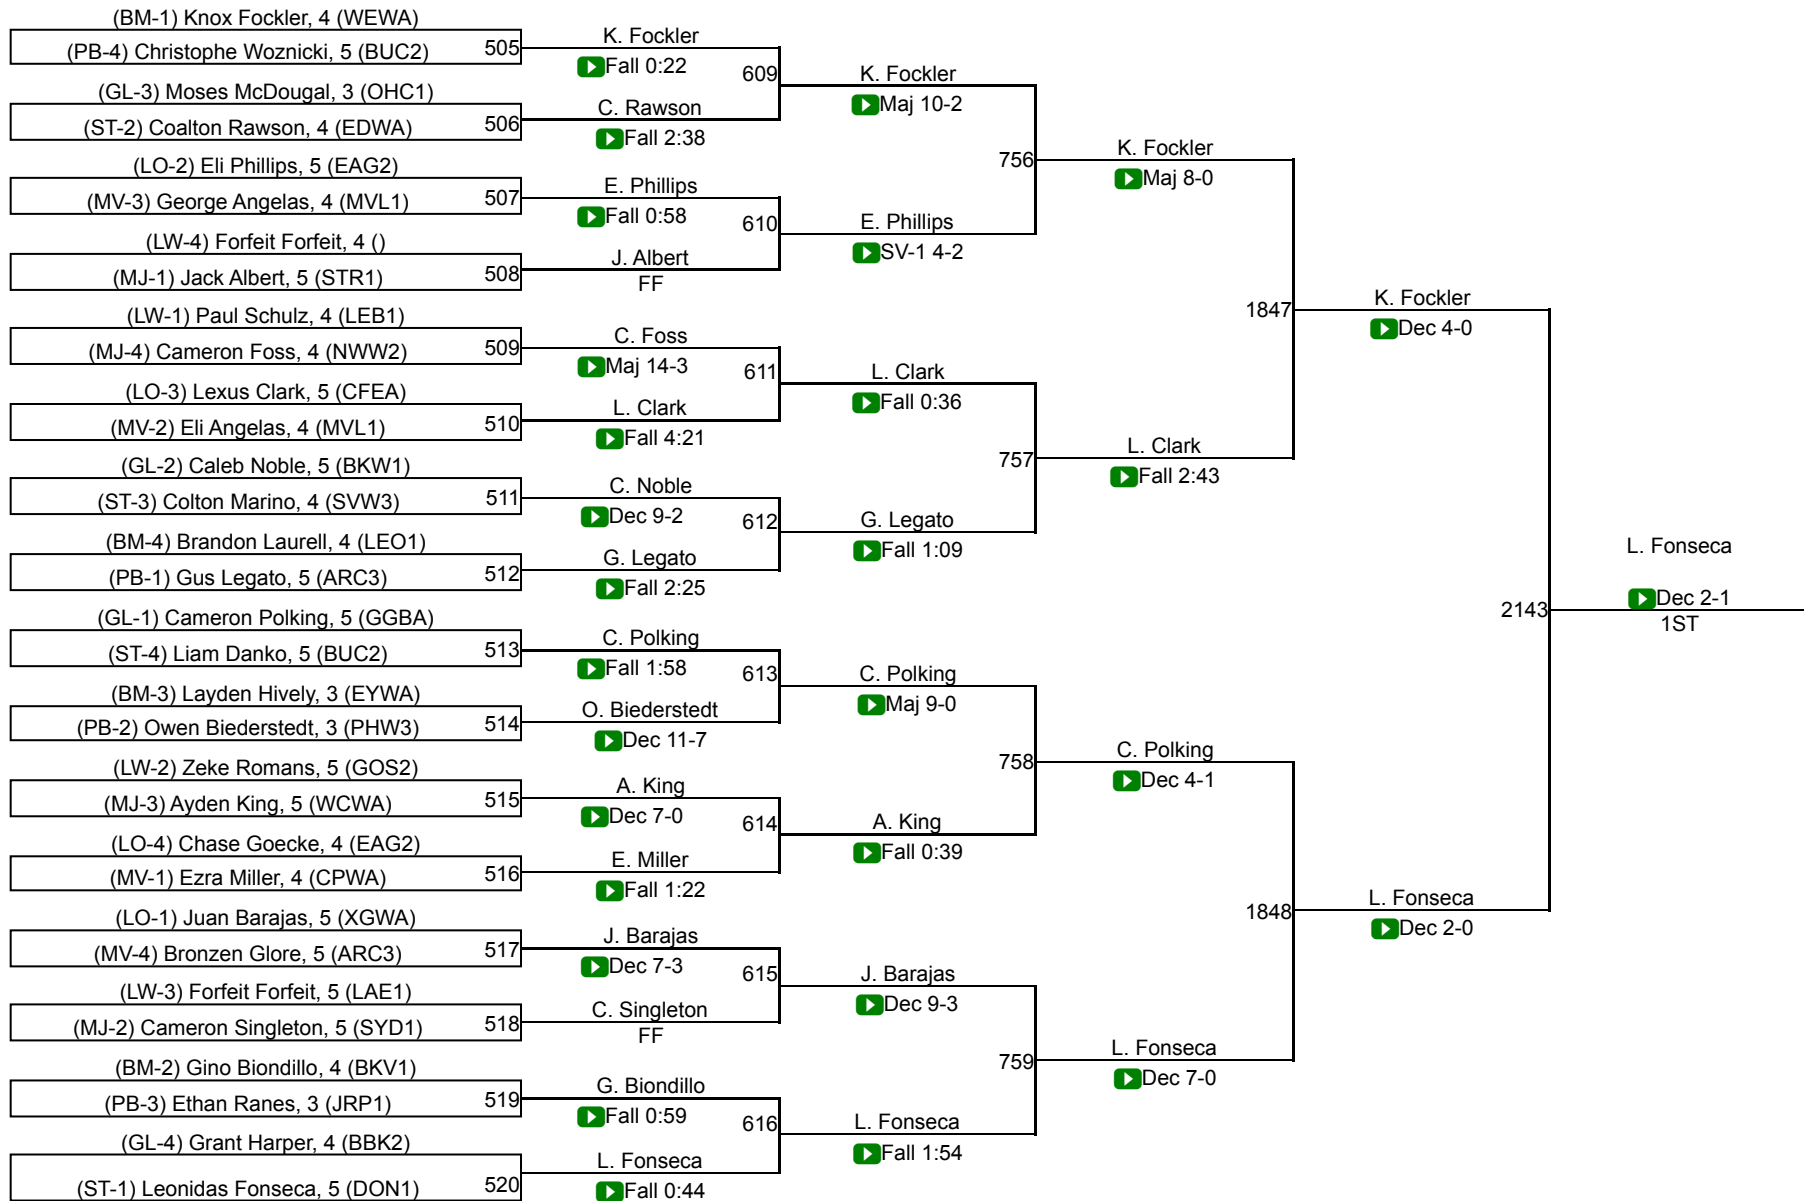 (BM-1) Knox Fockler, 4 (WEWA)
(PB-4) Christophe Woznicki, 5 (BUC2)
505
(GL-3) Moses McDougal, 3 (OHC1)
(ST-2) Coalton Rawson, 4 (EDWA)
506
(LO-2) Eli Phillips, 5 (EAG2)
(MV-3) George Angelas, 4 (MVL1)
507
(LW-4) Forfeit Forfeit, 4 ()
(MJ-1) Jack Albert, 5 (STR1)
508
(LW-1) Paul Schulz, 4 (LEB1)
(MJ-4) Cameron Foss, 4 (NWW2)
509
(LO-3) Lexus Clark, 5 (CFEA)
(MV-2) Eli Angelas, 4 (MVL1)
510
(GL-2) Caleb Noble, 5 (BKW1)
(ST-3) Colton Marino, 4 (SVW3)
511
(BM-4) Brandon Laurell, 4 (LEO1)
(PB-1) Gus Legato, 5 (ARC3)
512
(GL-1) Cameron Polking, 5 (GGBA)
(ST-4) Liam Danko, 5 (BUC2)
513
(BM-3) Layden Hively, 3 (EYWA)
(PB-2) Owen Biederstedt, 3 (PHW3)
514
(LW-2) Zeke Romans, 5 (GOS2)
(MJ-3) Ayden King, 5 (WCWA)
515
(LO-4) Chase Goecke, 4 (EAG2)
(MV-1) Ezra Miller, 4 (CPWA)
516
(LO-1) Juan Barajas, 5 (XGWA)
(MV-4) Bronzen Glore, 5 (ARC3)
517
(LW-3) Forfeit Forfeit, 5 (LAE1)
(MJ-2) Cameron Singleton, 5 (SYD1)
518
(BM-2) Gino Biondillo, 4 (BKV1)
(PB-3) Ethan Ranes, 3 (JRP1)
519
(GL-4) Grant Harper, 4 (BBK2)
(ST-1) Leonidas Fonseca, 5 (DON1)
520
K. Fockler
Fall 0:22
609
C. Rawson
Fall 2:38
E. Phillips
Fall 0:58
610
J. Albert
FF
C. Foss
Maj 14-3
611
L. Clark
Fall 4:21
C. Noble
Dec 9-2
612
G. Legato
Fall 2:25
C. Polking
Fall 1:58
613
O. Biederstedt
Dec 11-7
A. King
Dec 7-0
614
E. Miller
Fall 1:22
J. Barajas
Dec 7-3
615
C. Singleton
FF
G. Biondillo
Fall 0:59
616
L. Fonseca
Fall 0:44
K. Fockler
Maj 10-2
756
E. Phillips
SV-1 4-2
L. Clark
Fall 0:36
757
G. Legato
Fall 1:09
C. Polking
Maj 9-0
758
A. King
Fall 0:39
J. Barajas
Dec 9-3
759
L. Fonseca
Fall 1:54
K. Fockler
Maj 8-0
1847
L. Clark
Fall 2:43
C. Polking
Dec 4-1
1848
L. Fonseca
Dec 7-0
K. Fockler
Dec 4-0
2143
L. Fonseca
Dec 2-0
L. Fonseca
Dec 2-1
1ST